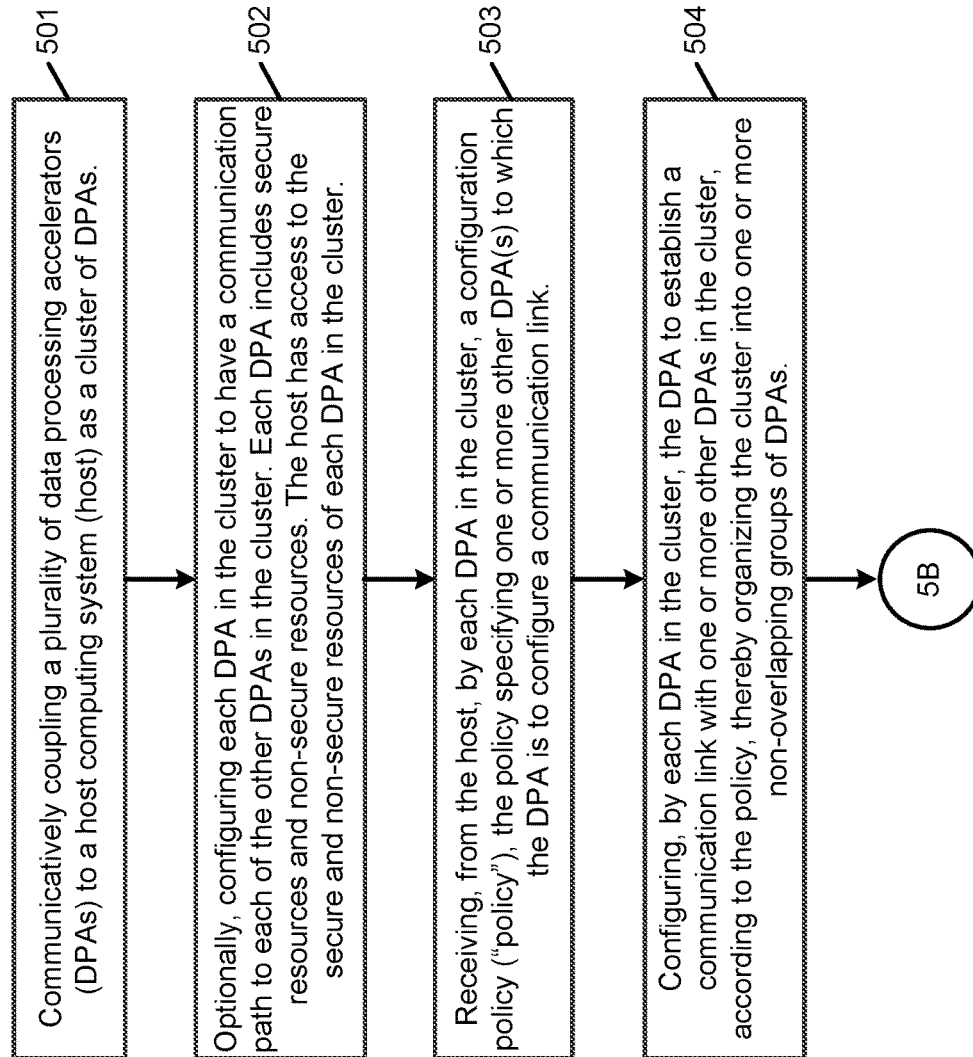 501
Communicatively coupling a plurality of data processing accelerators
(DPAs) to a host computing system (host) as a cluster of DPAs.
502
Optionally, configuring each DPA in the cluster to have a communication
path to each of the other DPAs in the cluster. Each DPA includes secure
resources and non-secure resources. The host has access to the
secure and non-secure resources of each DPA in the cluster.
503
Receiving, from the host, by each DPA in the cluster, a configuration
policy (“policy”), the policy specifying one or more other DPA(s) to which
the DPA is to configure a communication link.
504
Configuring, by each DPA in the cluster, the DPA to establish a
communication link with one or more other DPAs in the cluster,
according to the policy, thereby organizing the cluster into one or more
non-overlapping groups of DPAs.
5B